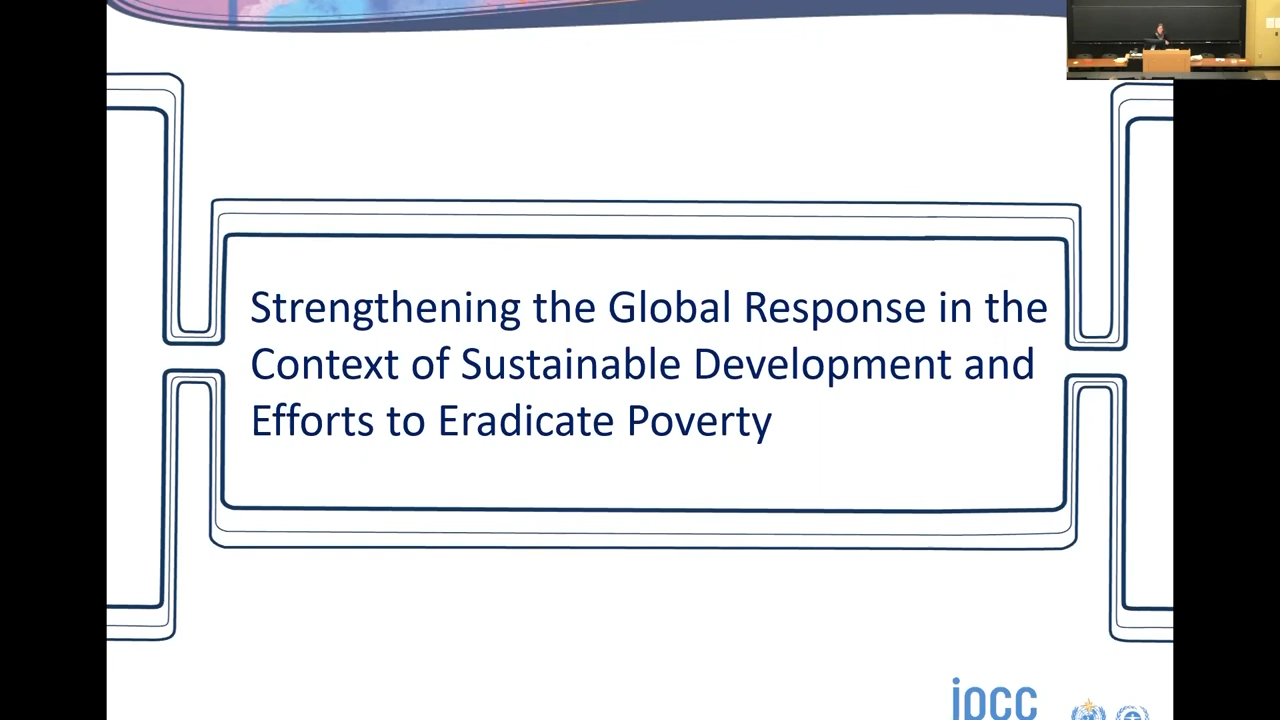 Strengthening the Global Response in the
Context of Sustainable Development and
Efforts to Eradicate Poverty
ipcc